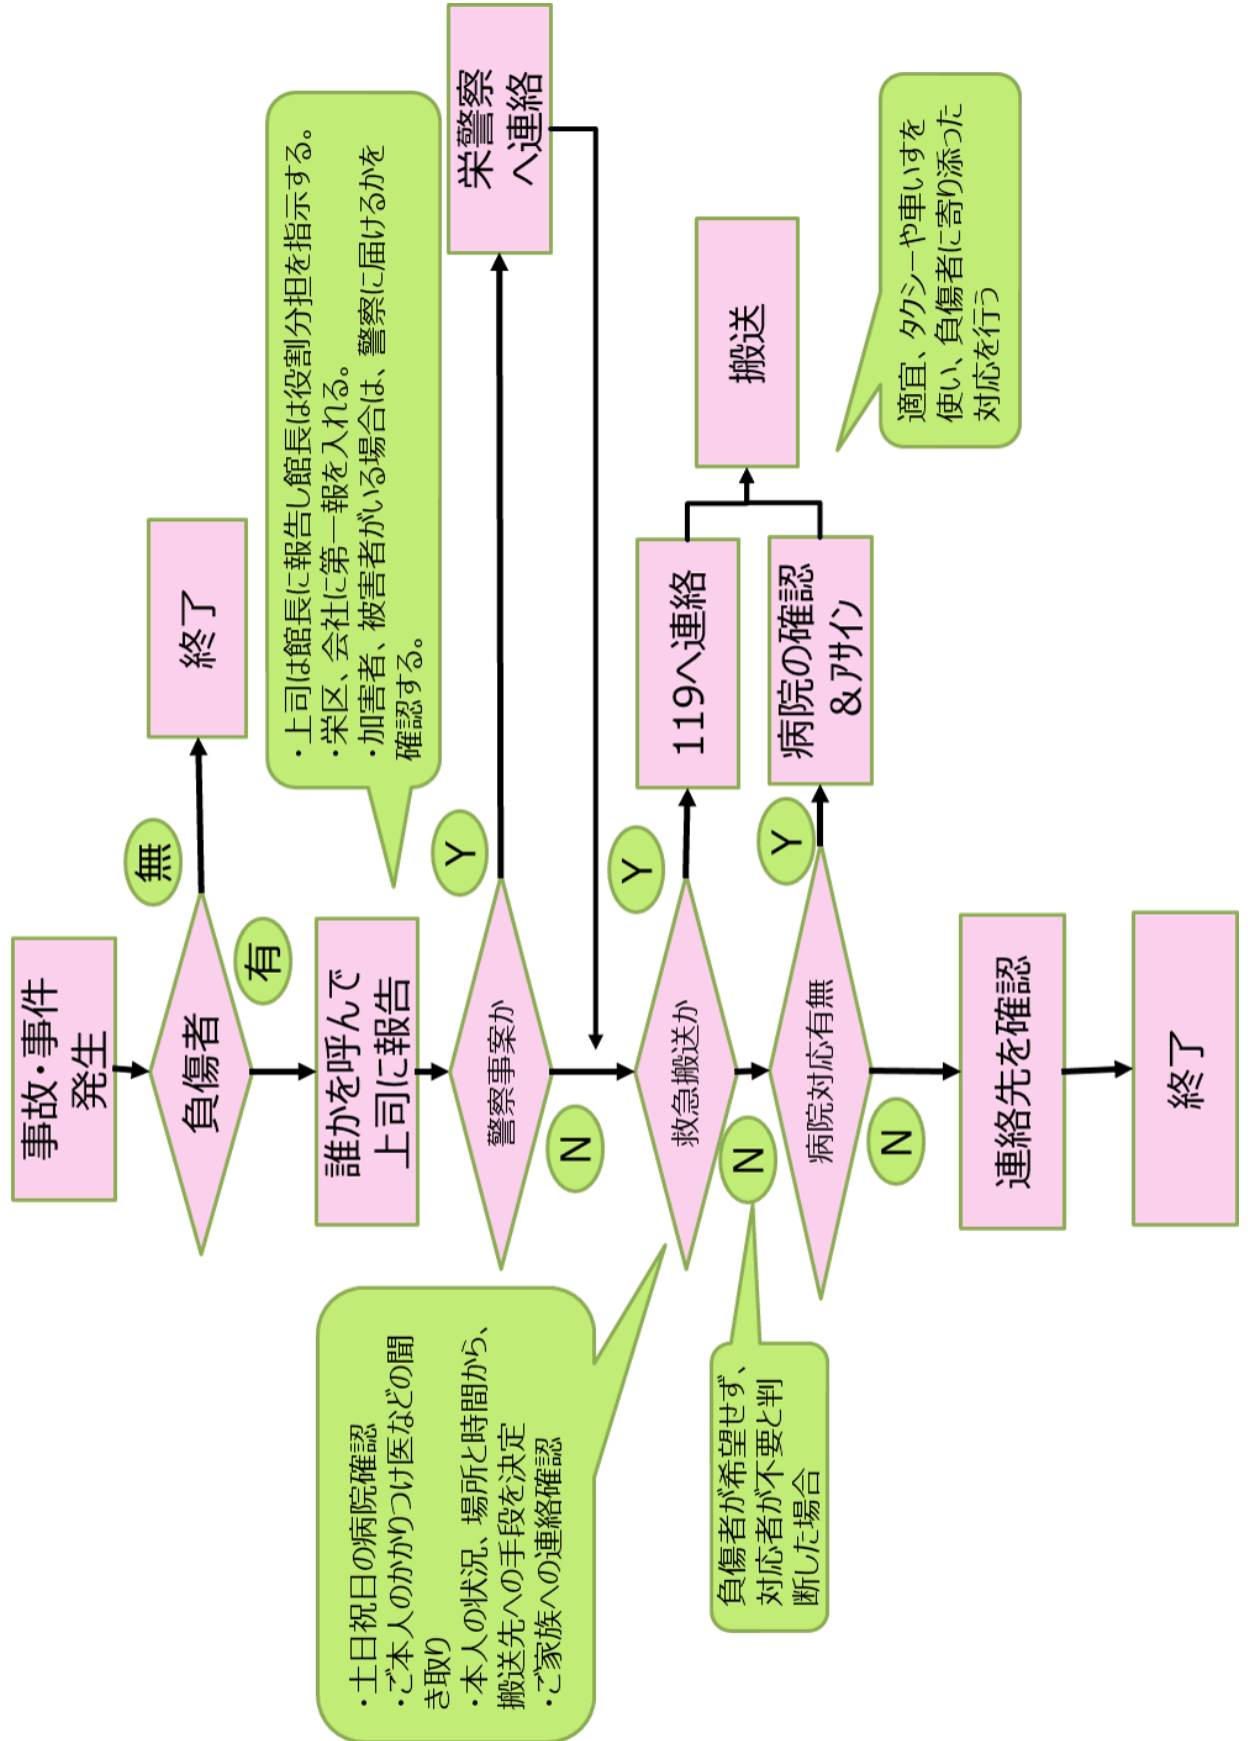 事故・事件
発生
負傷者
無
終了
有
誰かを呼んで
上司に報告
・上司は館長に報告し館長は役割分担を指示する。
・栄区、会社に第一報を入れる。
・加害者、被害者がいる場合は、警察に届けるかを
確認する。
警察事案か
Y
栄警察
へ連絡
N
・土日祝日の病院確認
・ご本人のかかりつけ医などの聞
き取り
・本人の状況、場所と時間から、
搬送先への手段を決定
・ご家族への連絡確認
救急搬送か
Y
119へ連絡
搬送
N
負傷者が希望せず、
対応者が不要と判
断した場合
病院対応有無
Y
病院の確認
&アサイン
適宜、タクシーや車いすを
使い、負傷者に寄り添った
対応を行う
N
連絡先を確認
終了